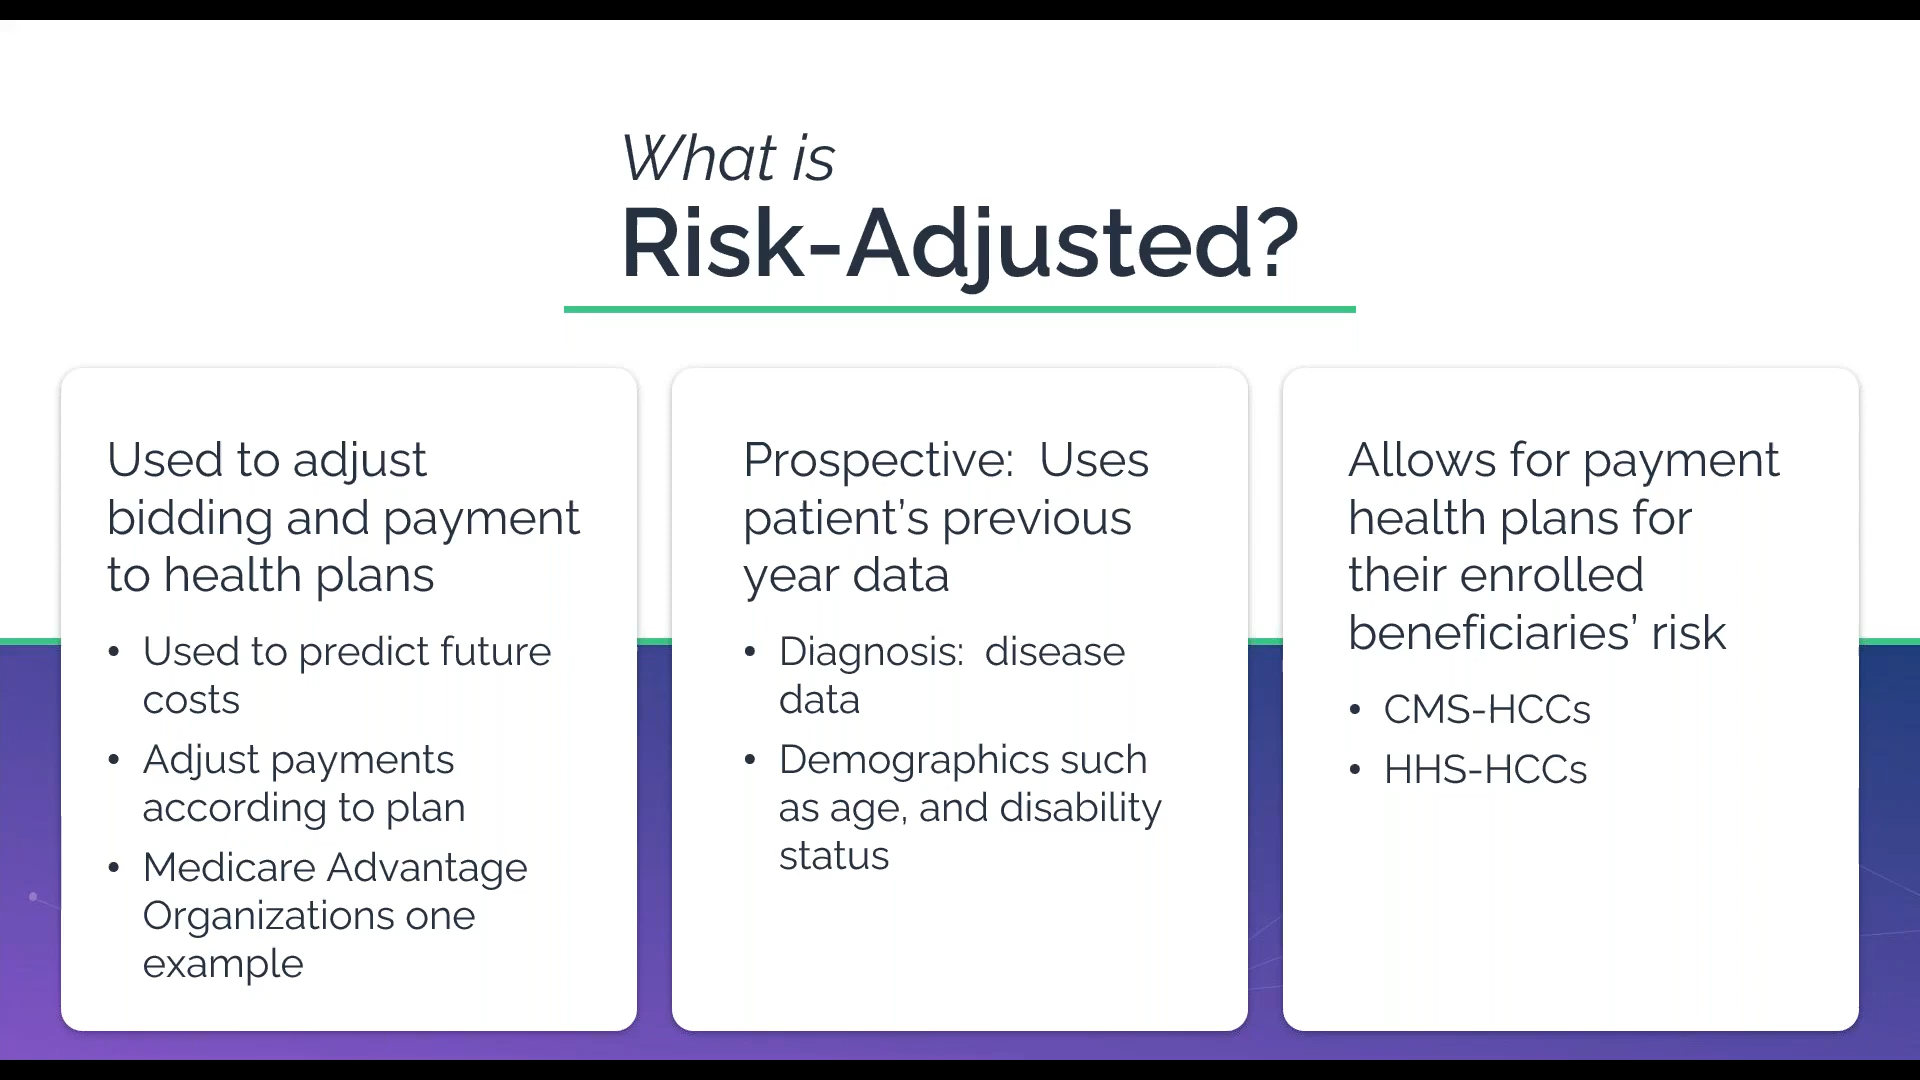 What is
Risk-Adjusted?
Used to adjust
bidding and payment
to health plans
• Used to predict future
costs
• Adjust payments
according to plan
• Medicare Advantage
Organizations one
example
Prospective:  Uses
patient’s previous
year data
• Diagnosis:  disease
data
• Demographics such
as age, and disability
status
Allows for payment
health plans for
their enrolled
beneficiaries’ risk
• CMS-HCCs
• HHS-HCCs